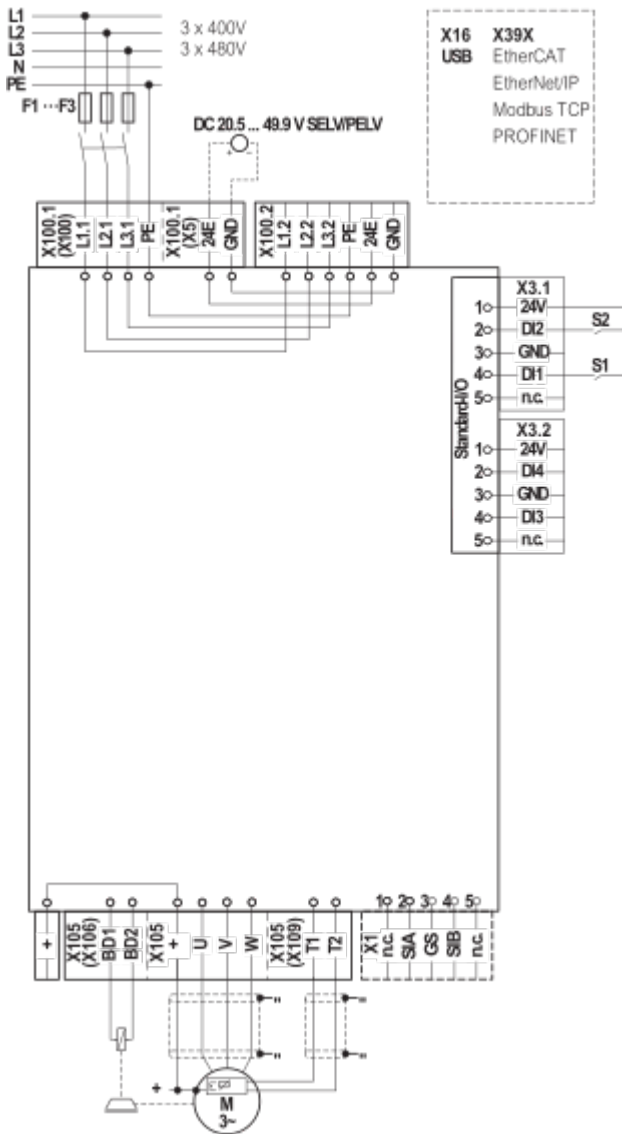 L1
L2
L3
N
PE
3 x 400V
3 x 480V
F1 ···F3
DC 20.5 ... 49.9 V SELV/PELV
+ −
X16 X39X
USB EtherCAT
EtherNet/IP
Modbus TCP
PROFINET
X100.1
(X100)
L1.1
L2.1
L3.1
PE
X100.1
(X5)
24E
GND
X100.2
L1.2
L2.2
L3.2
PE
24E
GND
Standard-I/O
X3.1
1 24V
2 DI2
3 GND
4 DI1
5 n.c.
S2
S1
X3.2
1 24V
2 DI4
3 GND
4 DI3
5 n.c.
+
X105
(X106)
BD1
BD2
X105
+
U
V
W
X105
(X109)
T1
T2
1 2 3 4 5
X1
n.c.
SIA
GS
SIB
n.c.
+
M
3~